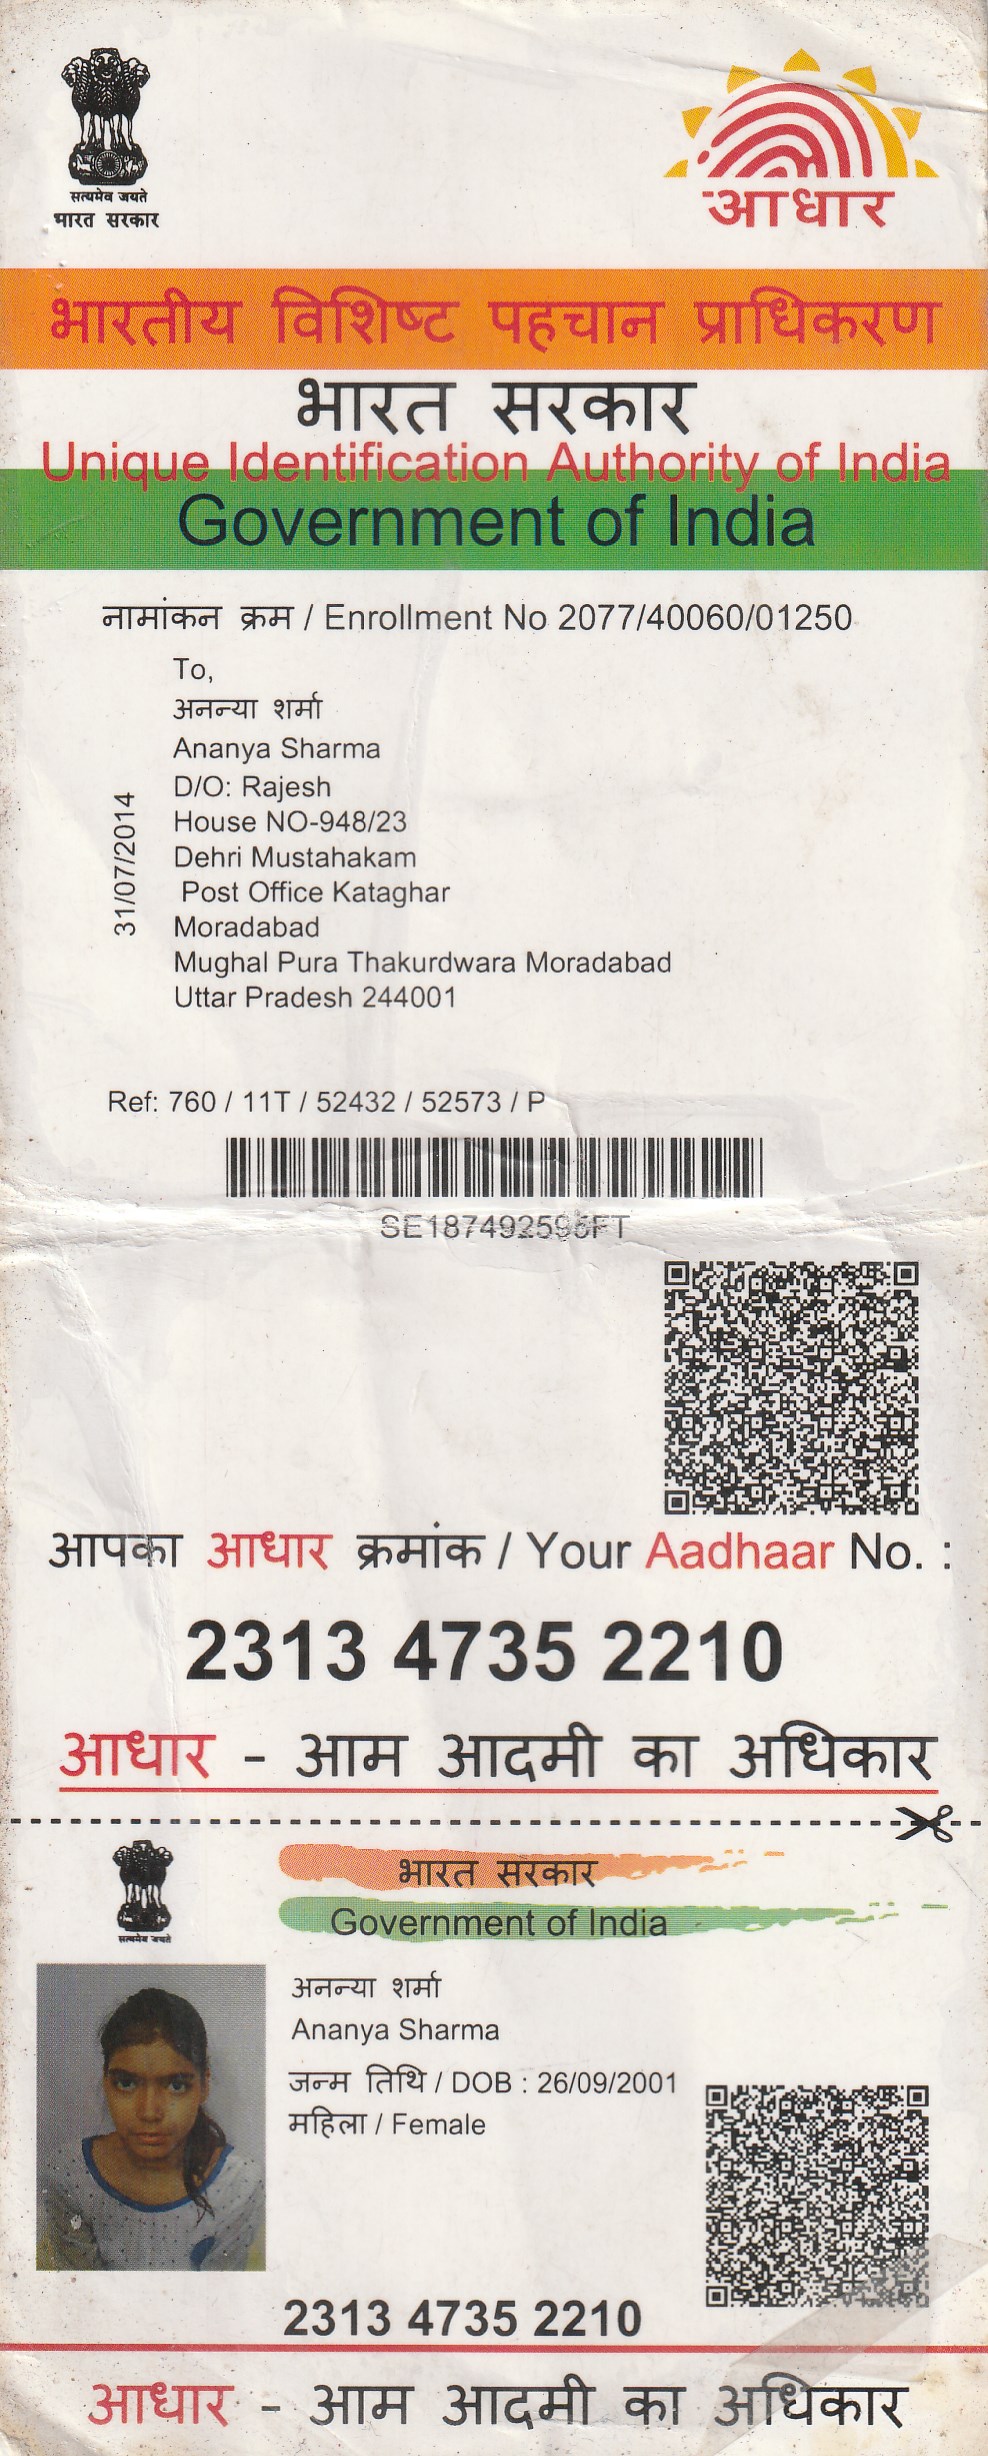 सत्यमेव जयते
भारत सरकार
आधार
भारतीय विशिष्ट पहचान प्राधिकरण
भारत सरकार
Unique Identification Authority of India
Government of India
नामांकन क्रम / Enrollment No 2077/40060/01250
To,
अनन्या शर्मा
Ananya Sharma
D/O: Rajesh
House NO-948/23
Dehri Mustahakam
Post Office Kataghar
Moradabad
Mughal Pura Thakurdwara Moradabad
Uttar Pradesh 244001
31/07/2014
Ref: 760 / 11T / 52432 / 52573 / P
SE187492595FT
आपका आधार क्रमांक / Your Aadhaar No. :
2313 4735 2210
आधार - आम आदमी का अधिकार
सत्यमेव जयते
भारत सरकार
Government of India
अनन्या शर्मा
Ananya Sharma
जन्म तिथि / DOB : 26/09/2001
महिला / Female
2313 4735 2210
आधार - आम आदमी का अधिकार